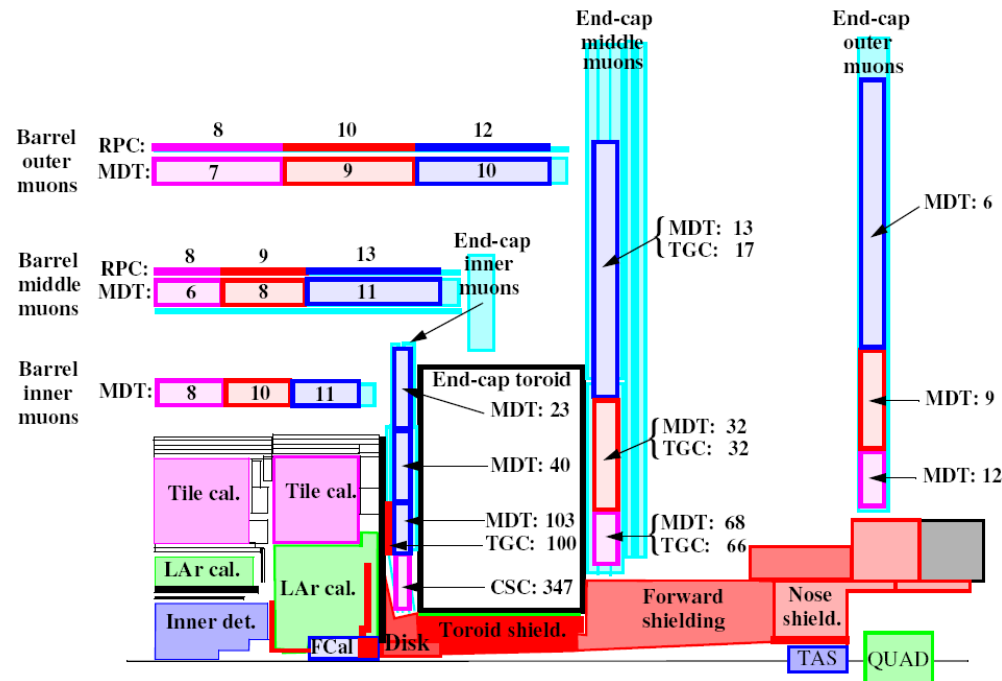 End-cap
middle
muons
End-cap
outer
muons
Barrel
outer
muons
8 10 12
RPC:
MDT: 7 9 10
MDT: 6
{MDT: 13
TGC: 17
Barrel
middle
muons
8 9 13
RPC:
MDT: 6 8 11
End-cap
inner
muons
Barrel
inner
muons
MDT: 8 10 11
End-cap toroid
MDT: 23
MDT: 9
{MDT: 32
TGC: 32
MDT: 40
MDT: 12
Tile cal.
Tile cal.
MDT: 103
TGC: 100
{MDT: 68
TGC: 66
LAr cal.
LAr cal.
CSC: 347
Forward
shielding
Nose
shield.
Inner det.
FCal
Disk
Toroid shield.
TAS
QUAD